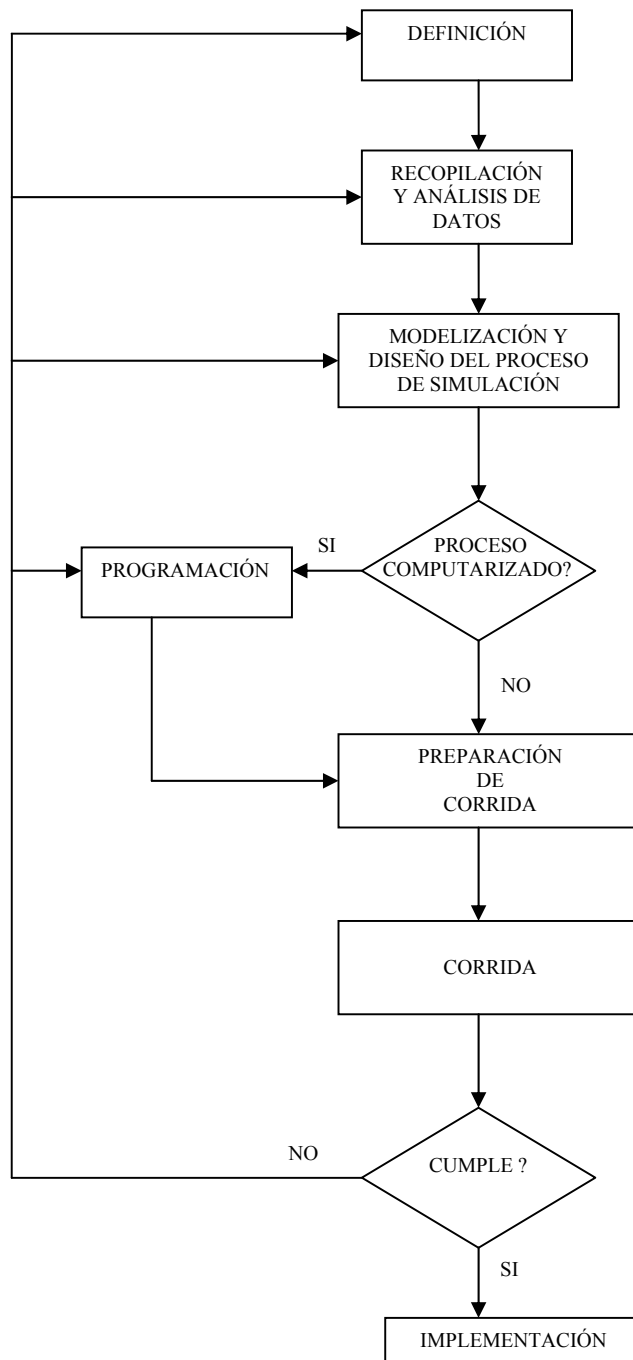 DEFINICIÓN
RECOPILACIÓN
Y ANÁLISIS DE
DATOS
MODELIZACIÓN Y
DISEÑO DEL PROCESO
DE SIMULACIÓN
SI
PROCESO
COMPUTARIZADO?
PROGRAMACIÓN
NO
PREPARACIÓN
DE
CORRIDA
CORRIDA
NO
CUMPLE ?
SI
IMPLEMENTACIÓN